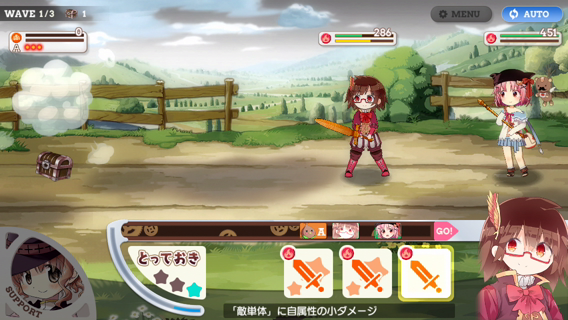 WAVE 1/3 1
MENU
AUTO
0
A
286
451
A
GO!
とっておき
SUPPORT
「敵単体」に自属性の小ダメージ